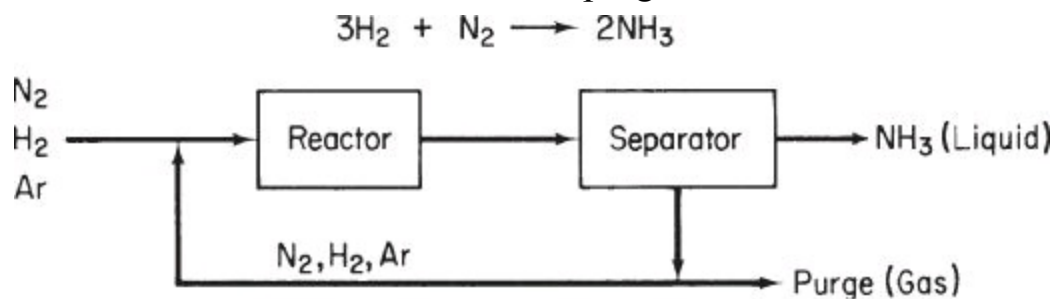 3H₂ + N₂ → 2NH₃
N₂
H₂
Ar
Reactor
Separator
NH₃ (Liquid)
N₂, H₂, Ar
Purge (Gas)